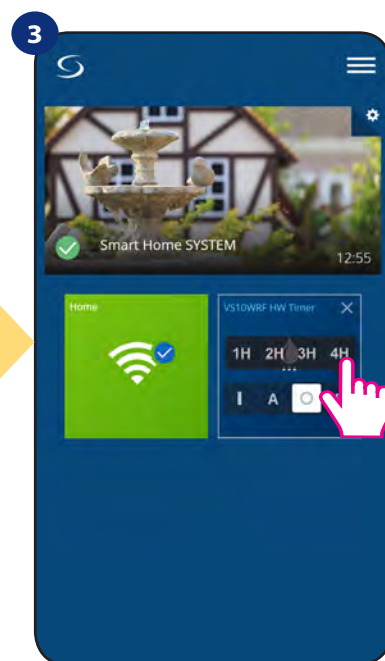 3
Smart Home SYSTEM
12:55
Home
VS10WRF HW Timer
1H 2H 3H 4H
I A O